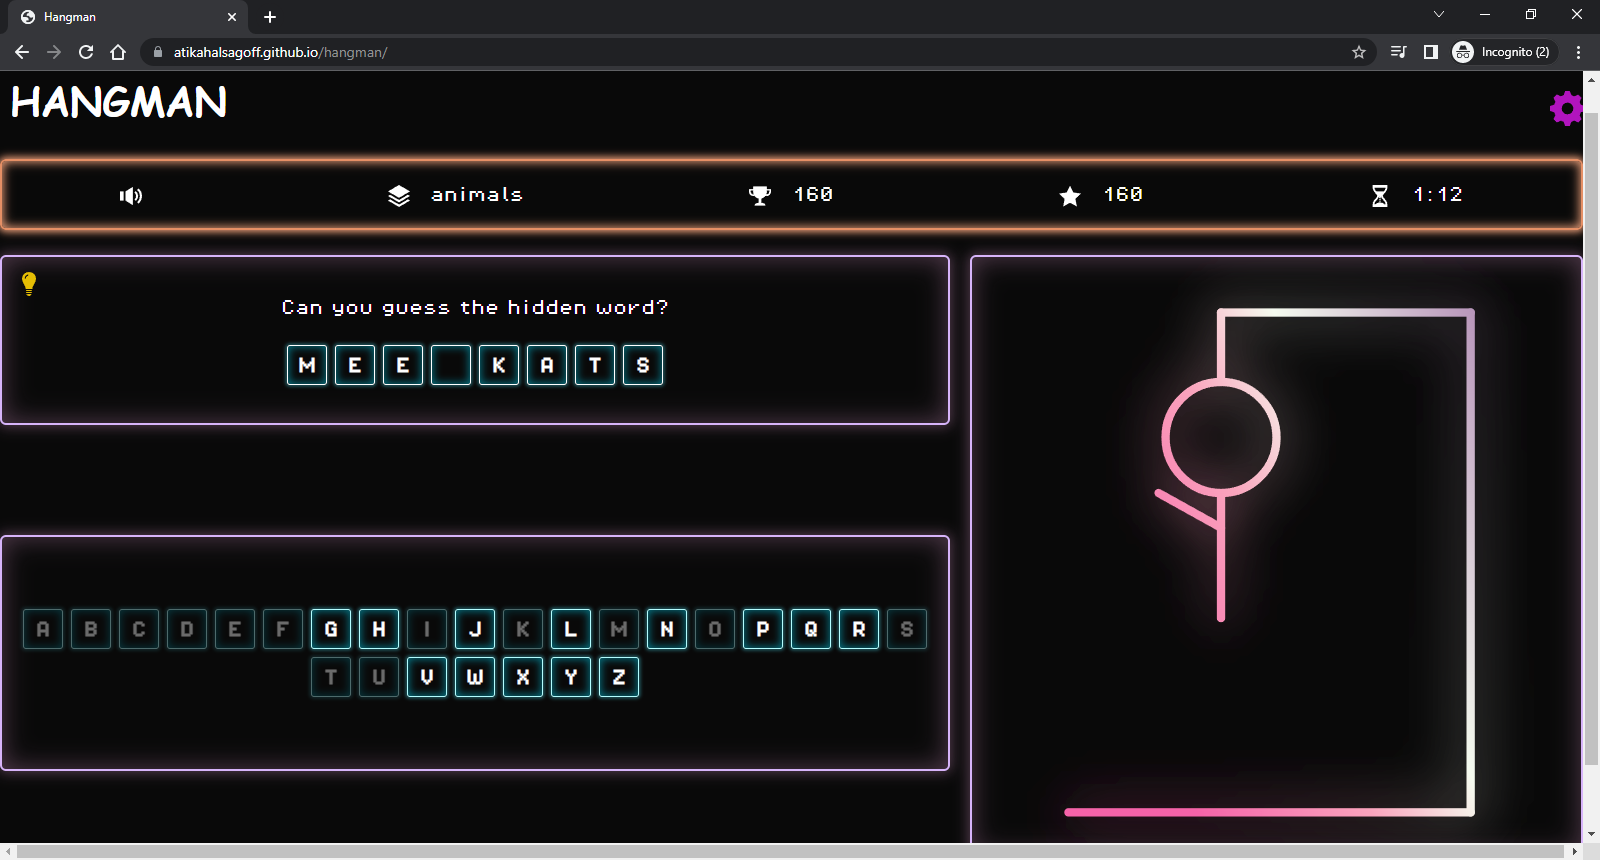 Hangman
atikahalsagoff.github.io/hangman/
Incognito (2)
HANGMAN
animals 160 160 1:12
Can you guess the hidden word?
M E E K A T S
A B C D E F G H I J K L M N O P Q R S
T U V W X Y Z